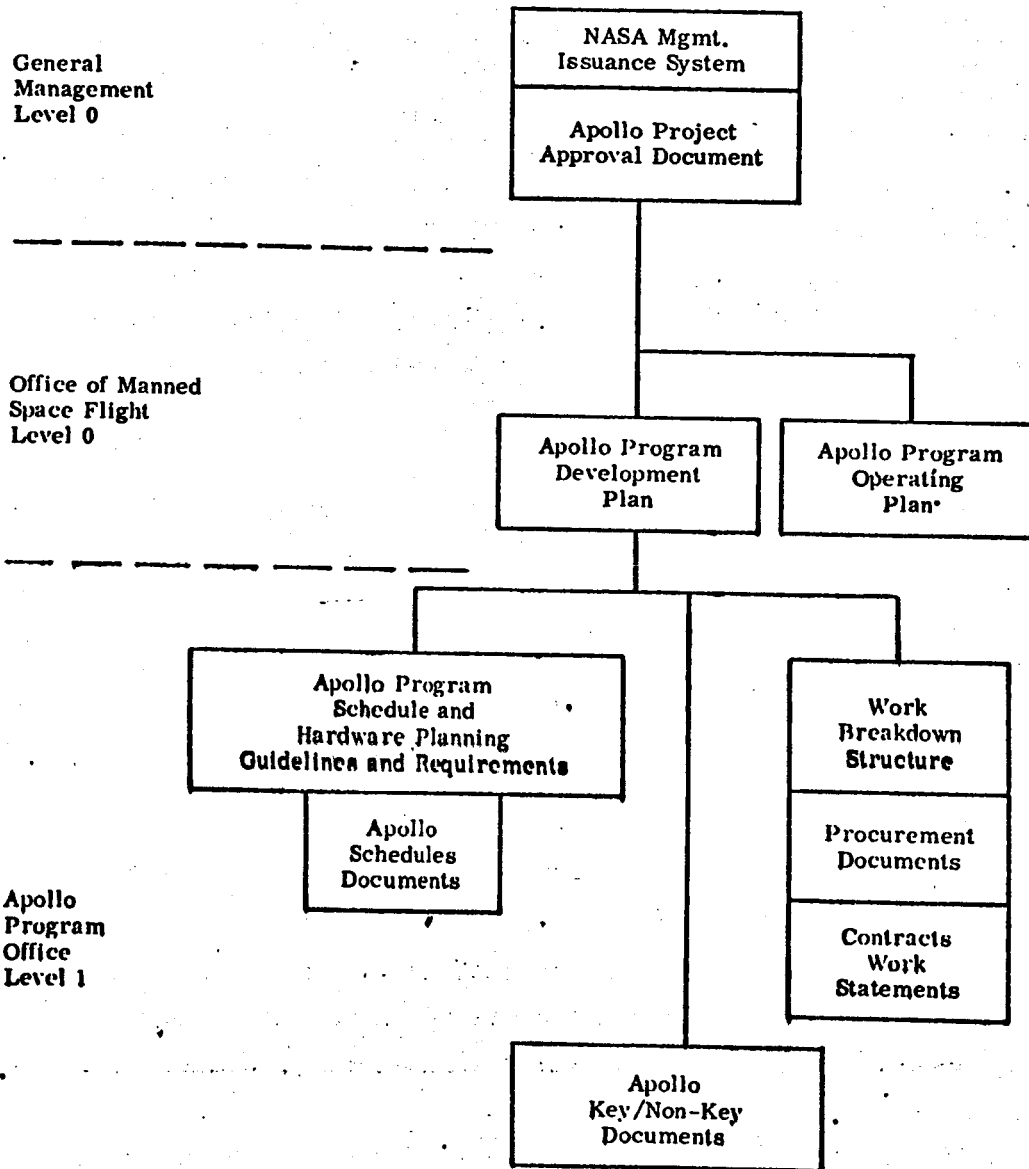 General
Management
Level 0
NASA Mgmt.
Issuance System
Apollo Project
Approval Document
Office of Manned
Space Flight
Level 0
Apollo Program
Development
Plan
Apollo Program
Operating
Plan
Apollo Program
Schedule and
Hardware Planning
Guidelines and Requirements
Apollo
Schedules
Documents
Work
Breakdown
Structure
Procurement
Documents
Contracts
Work
Statements
Apollo
Program
Office
Level 1
Apollo
Key/Non-Key
Documents